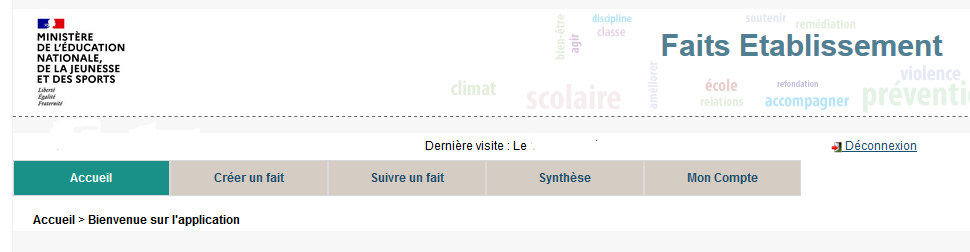 MINISTÈRE
DE L'ÉDUCATION
NATIONALE,
DE LA JEUNESSE
ET DES SPORTS
Liberté
Égalité
Fraternité
bien-être
agir
discipline
classe
soutenir
remédiation
Faits Etablissement
climat
scolaire
améliorer
école
relations
refondation
accompagner
violence
Dernière visite : Le
Déconnexion
Accueil
Créer un fait
Suivre un fait
Synthèse
Mon Compte
Accueil > Bienvenue sur l'application